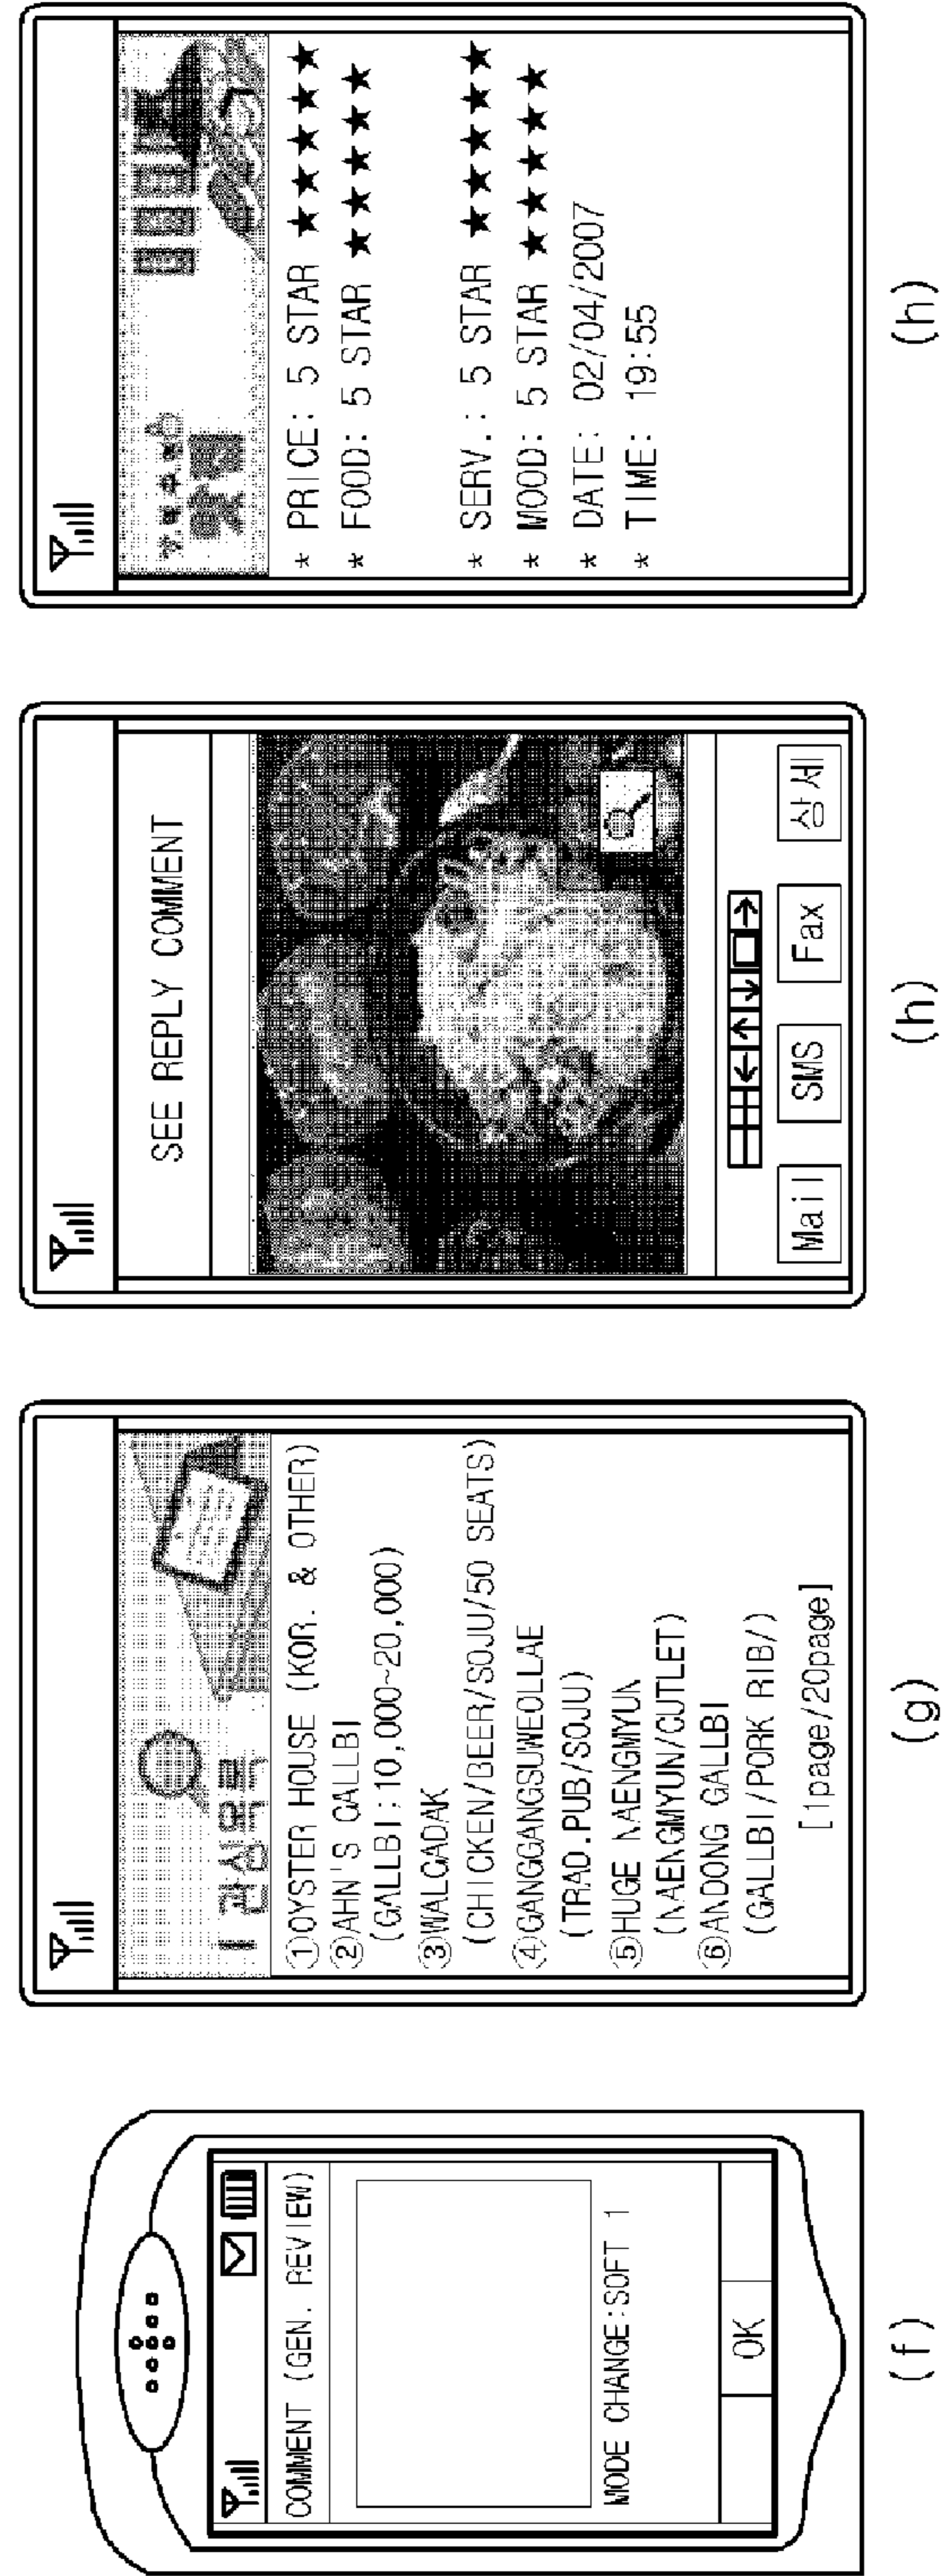 COMMENT (GEN. REVIEW)
MODE CHANGE:SOFT 1
OK
(f)
관심목록
①OYSTER HOUSE (KOR. & OTHER)
②AHN'S GALLBI
(GALLBI:10,000~20,000)
③WALGADAK
(CHICKEN/BEER/SOJU/50 SEATS)
④GANGGANGSUWEOLLAE
(TRAD.PUB/SOJU)
⑤HUGE NAENGMYUN
(NAENGMYUN/CUTLET)
⑥ANDONG GALLBI
(GALLBI/PORK RIB/)
[1page/20page]
(g)
SEE REPLY COMMENT
←↑↓□→
Mail SMS Fax 상세
(h)
* PRICE: 5 STAR ★★★★★
* FOOD: 5 STAR ★★★★★
* SERV.: 5 STAR ★★★★★
* MOOD: 5 STAR ★★★★★
* DATE: 02/04/2007
* TIME: 19:55
(h)